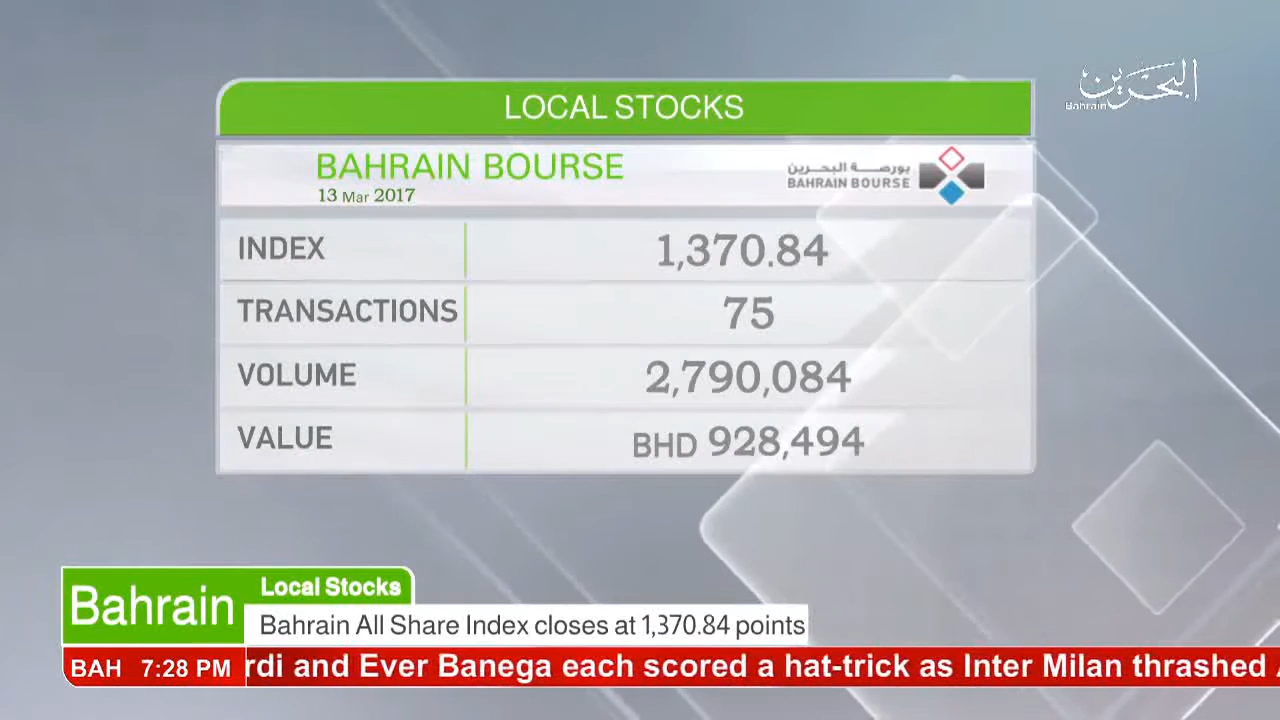 LOCAL STOCKS
البحرين
Bahrain
BAHRAIN BOURSE
13 Mar 2017
بورصة البحرين
BAHRAIN BOURSE
INDEX 1,370.84
TRANSACTIONS 75
VOLUME 2,790,084
VALUE BHD 928,494
Bahrain
Local Stocks
Bahrain All Share Index closes at 1,370.84 points
BAH 7:28 PM
rdi and Ever Banega each scored a hat-trick as Inter Milan thrashed